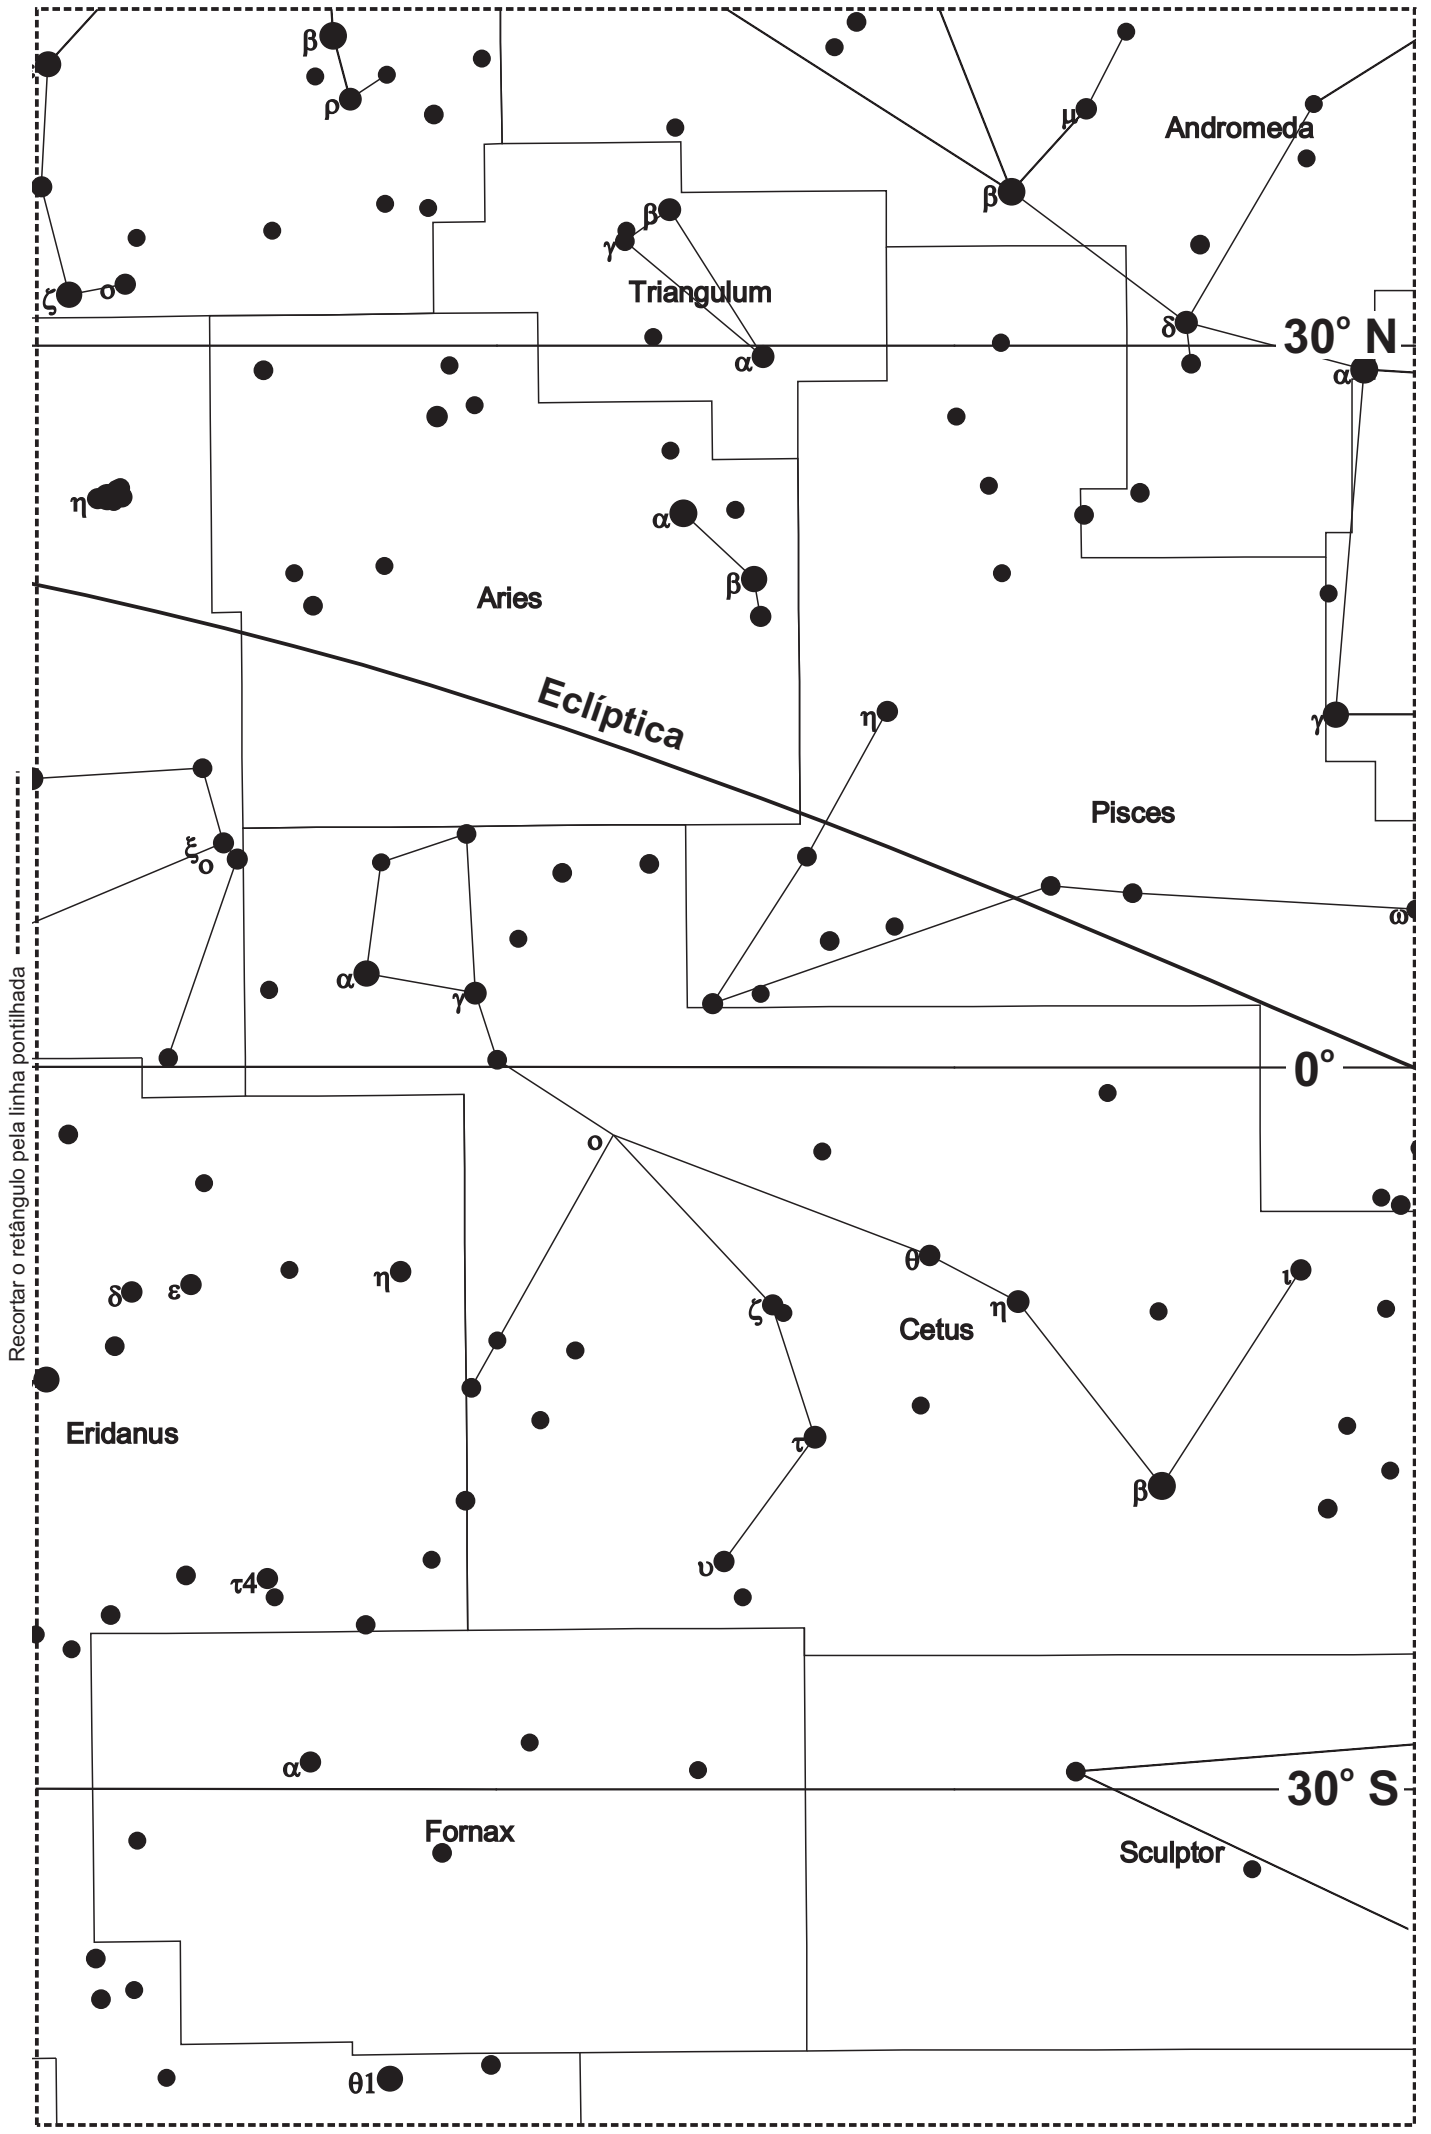 β
ρ
μ
Andromeda
β
β
γ
ζ
ο
Triangulum
δ
30° N
α
α
η
α
β
Aries
Eclíptica
η
γ
Pisces
ξ
ο
ω
α
γ
Recortar o retângulo pela linha pontilhada
0°
ο
θ
ι
η
δ
ε
ζ
η
Cetus
Eridanus
τ
β
υ
τ4
α
30° S
Fornax
Sculptor
θ1